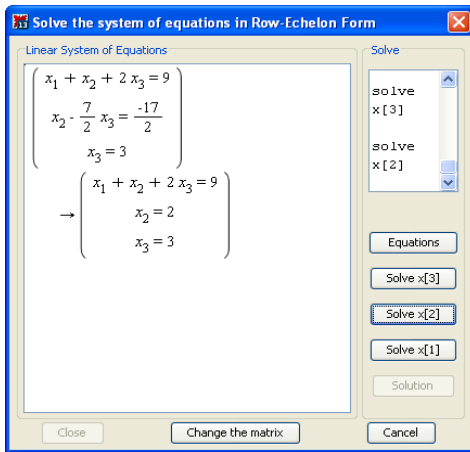 Solve the system of equations in Row-Echelon Form
Linear System of Equations
x₁ + x₂ + 2 x₃ = 9
x₂ - 7/2 x₃ = -17/2
x₃ = 3
→
x₁ + x₂ + 2 x₃ = 9
x₂ = 2
x₃ = 3
Solve
solve
x[3]
solve
x[2]
Equations
Solve x[3]
Solve x[2]
Solve x[1]
Solution
Close
Change the matrix
Cancel